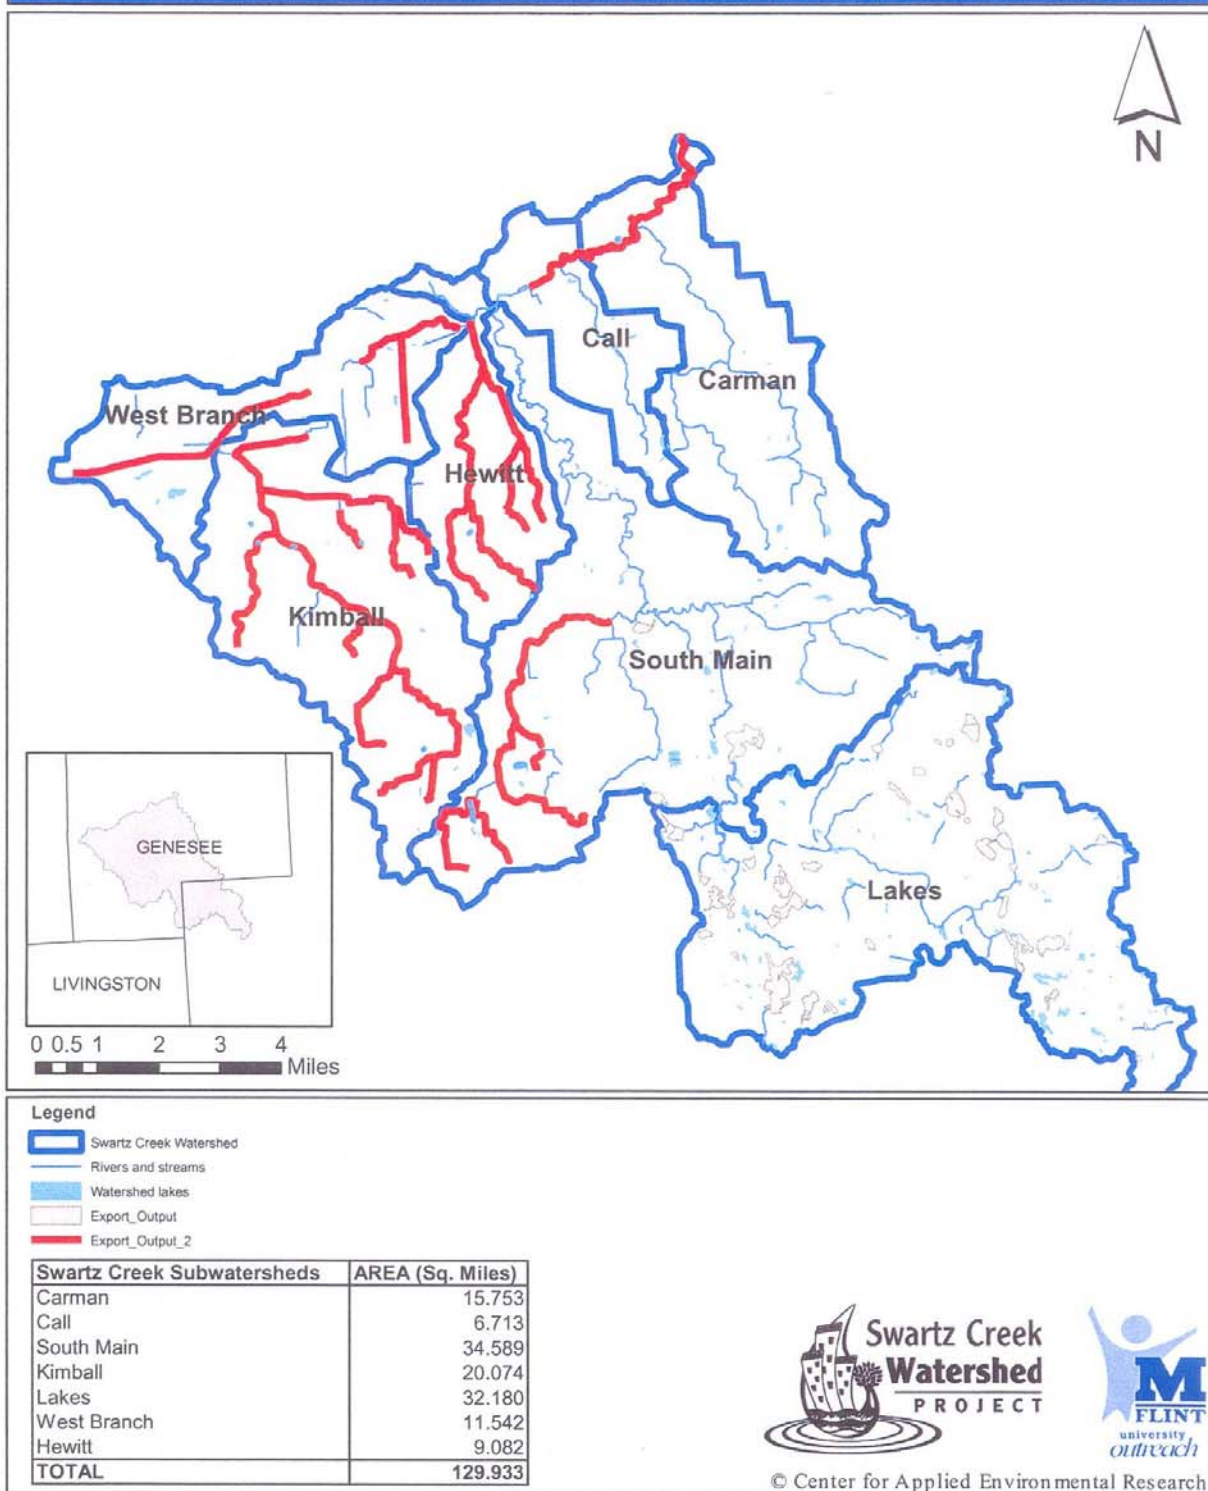 N
Call
Carman
West Branch
Hewitt
Kimball
South Main
Lakes
GENESEE
LIVINGSTON
0 0.5 1 2 3 4
Miles
Legend
Swartz Creek Watershed
Rivers and streams
Watershed lakes
Export_Output
Export_Output_2
Swartz Creek Subwatersheds AREA (Sq. Miles)
Carman 15.753
Call 6.713
South Main 34.589
Kimball 20.074
Lakes 32.180
West Branch 11.542
Hewitt 9.082
TOTAL 129.933
Swartz Creek
Watershed
PROJECT
M
FLINT
university
outreach
© Center for Applied Environmental Research